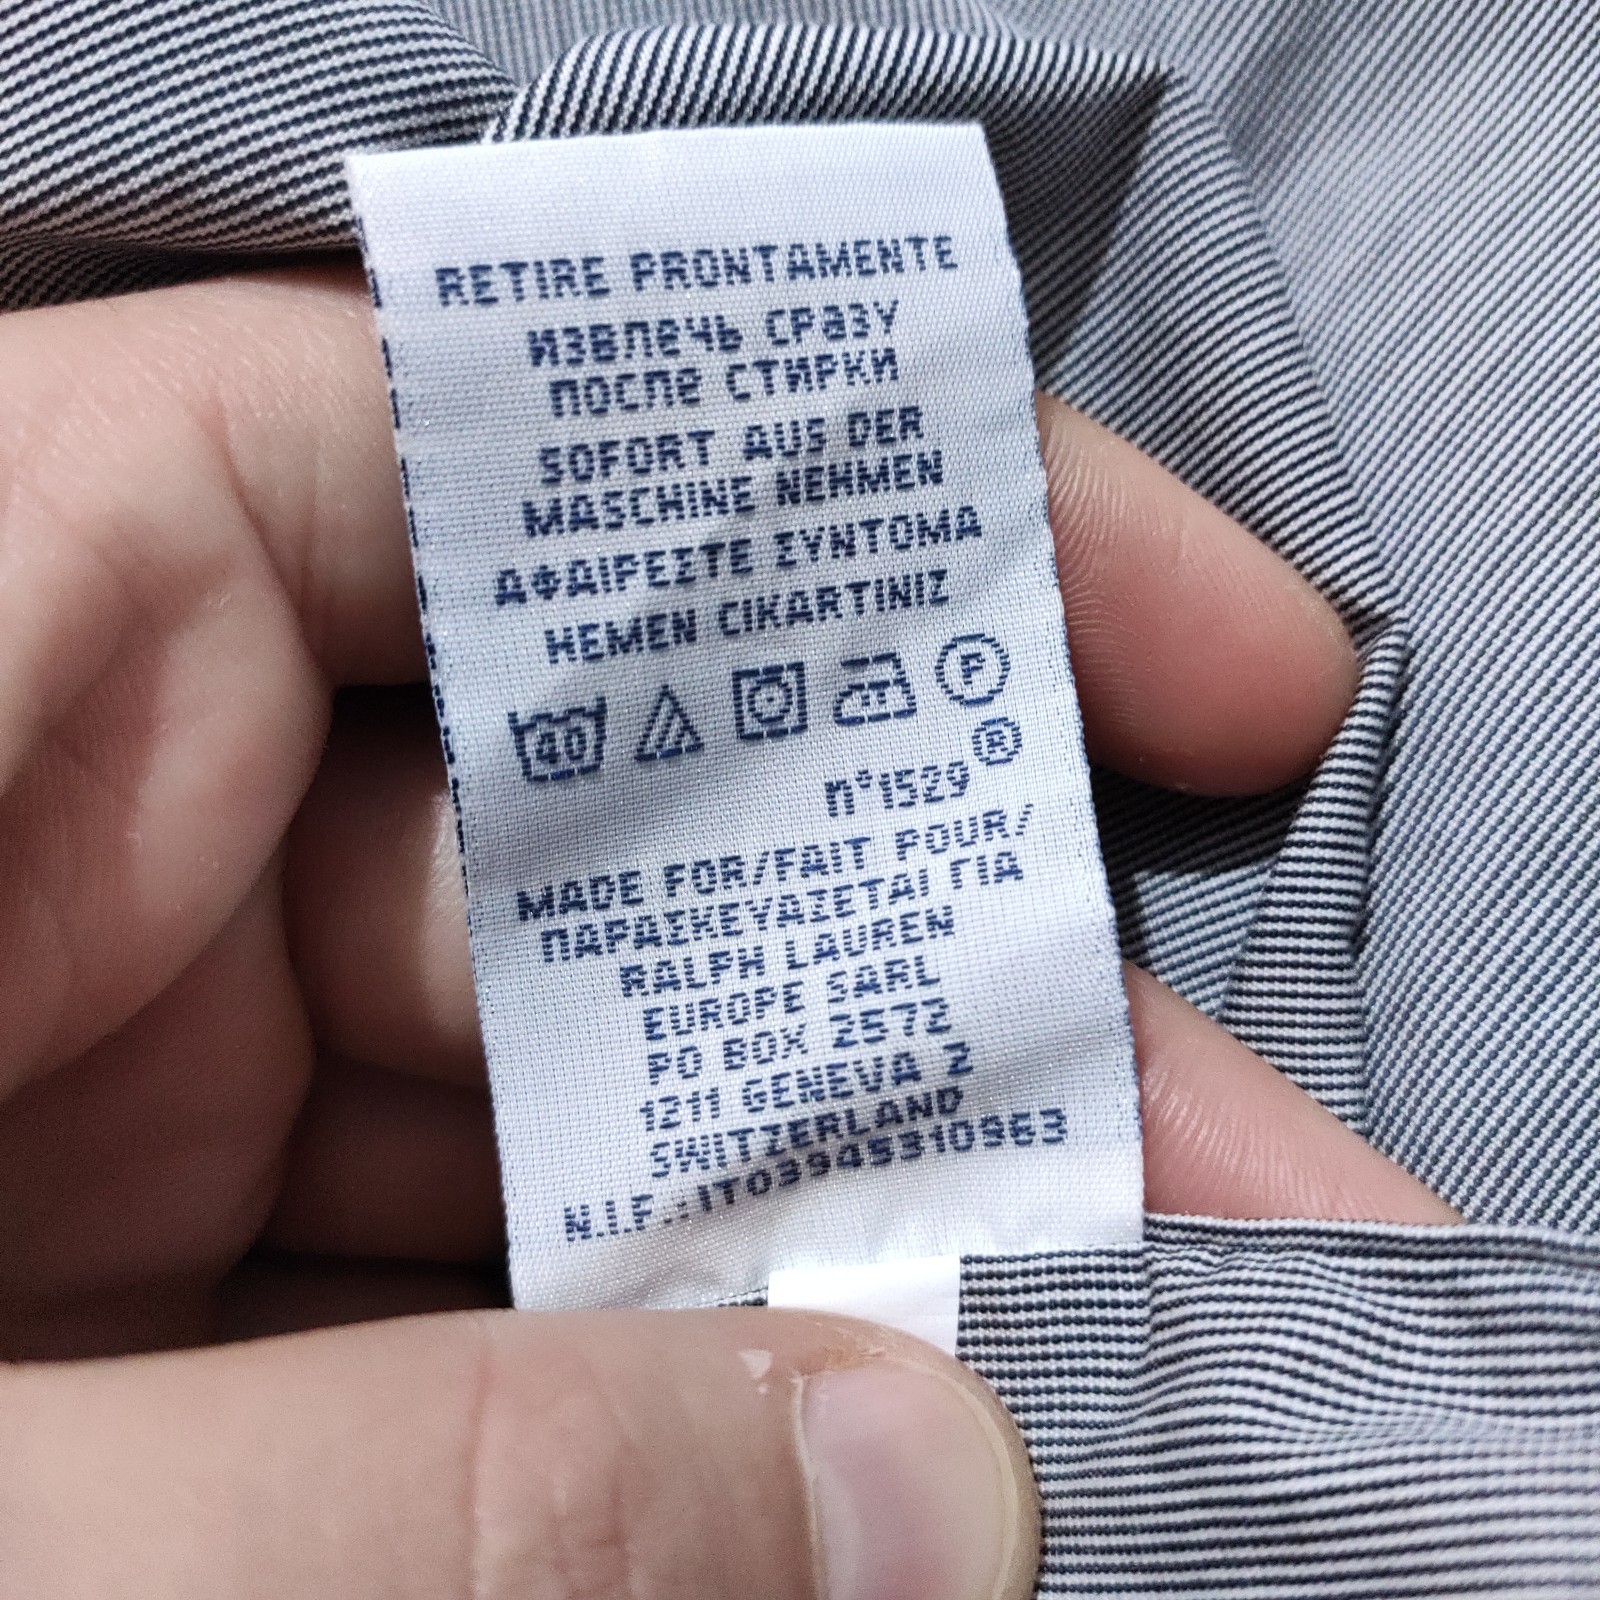 RETIRE PRONTAMENTE
ИЗВЛеЧЬ СРаЗУ
ПОСЛе СТИРКИ
SOFORT AUS DER
MASCHINE NEHMEN
ΑΦΑΙΡΕΣΤΕ ΣΥΝΤΟΜΑ
HEMEN CIKARTINIZ
40 P
®
n°1529
MADE FOR/FAIT POUR/
ΠΑΡΑΣΚΕΥΑΖΕΤΑΙ ΓΙΑ
RALPH LAUREN
EUROPE SARL
PO BOX 2572
1211 GENEVA 2
SWITZERLAND
N.I.F.:IT03945310963